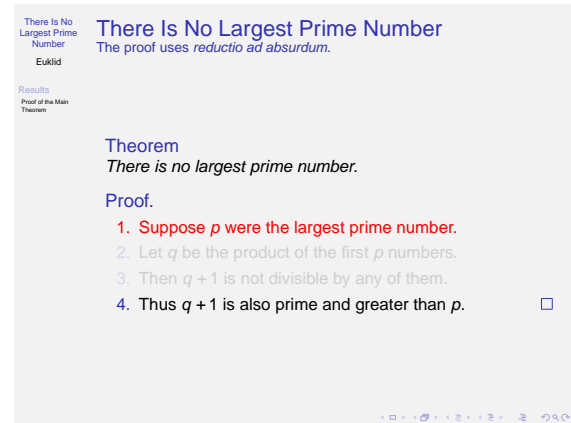 There Is No
Largest Prime
Number
Euklid
Results
Proof of the Main
Theorem
There Is No Largest Prime Number
The proof uses reductio ad absurdum.
Theorem
There is no largest prime number.
Proof.
1. Suppose p were the largest prime number.
2. Let q be the product of the first p numbers.
3. Then q + 1 is not divisible by any of them.
4. Thus q + 1 is also prime and greater than p.